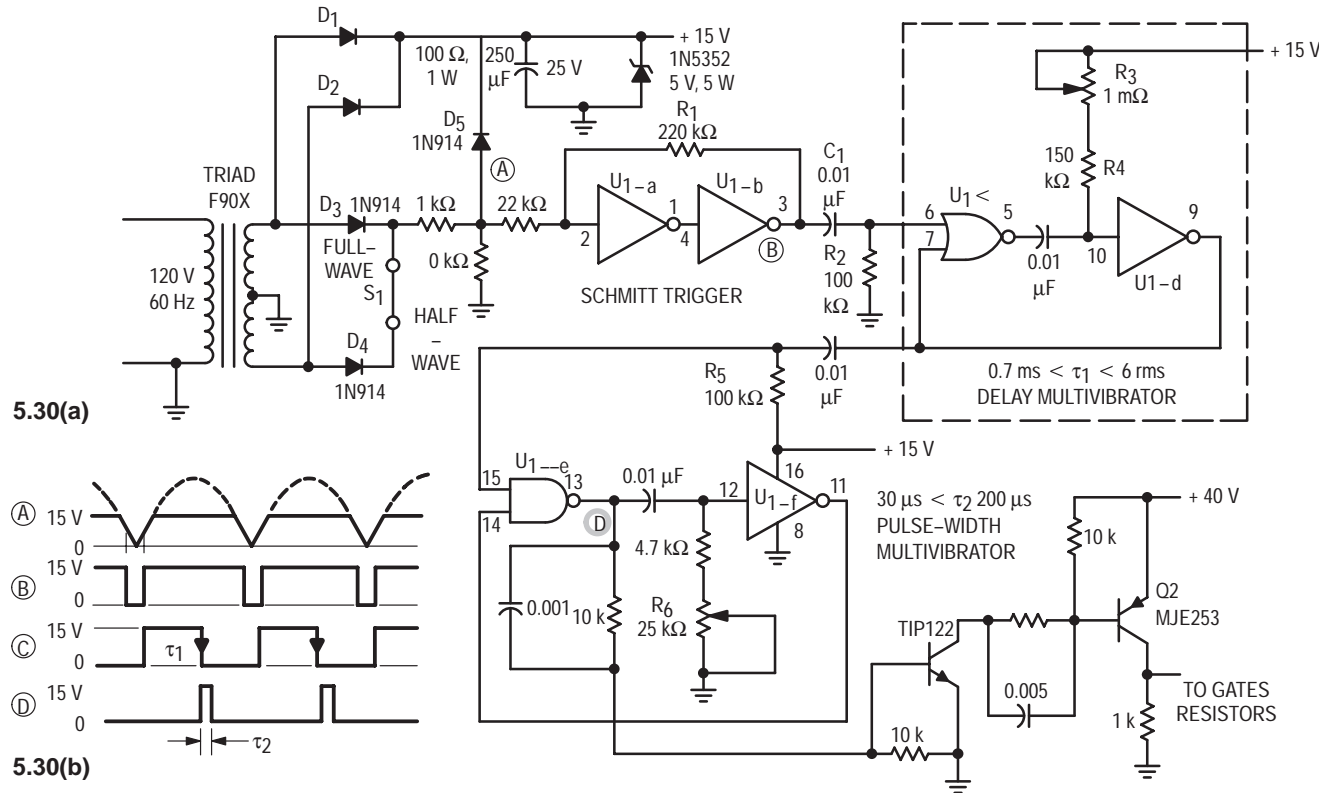 D1
D2
100 Ω,
1 W
250
μF
25 V
+ 15 V
1N5352
5 V, 5 W
D5
1N914
A
R1
220 kΩ
TRIAD
F90X
120 V
60 Hz
D3 1N914
FULL–
WAVE
S1
HALF
–
WAVE
D4
1N914
1 kΩ
0 kΩ
22 kΩ
U1–a
2
1
U1–b
4
3
B
SCHMITT TRIGGER
C1
0.01
μF
R2
100
kΩ
+ 15 V
R3
1 mΩ
150
kΩ
R4
U1 <
6
7
5
0.01
μF
10
9
U1–d
0.7 ms < τ1 < 6 rms
DELAY MULTIVIBRATOR
R5
100 kΩ
0.01
μF
5.30(a)
+ 15 V
U1––e
15
14
13
D
0.01 μF
12
16
U1–f
11
8
30 μs < τ2 200 μs
PULSE–WIDTH
MULTIVIBRATOR
4.7 kΩ
R6
25 kΩ
0.001
10 k
+ 40 V
10 k
Q2
MJE253
TIP122
0.005
10 k
1 k
TO GATES
RESISTORS
A 15 V
0
B 15 V
0
C 15 V
0
τ1
D 15 V
0
τ2
5.30(b)